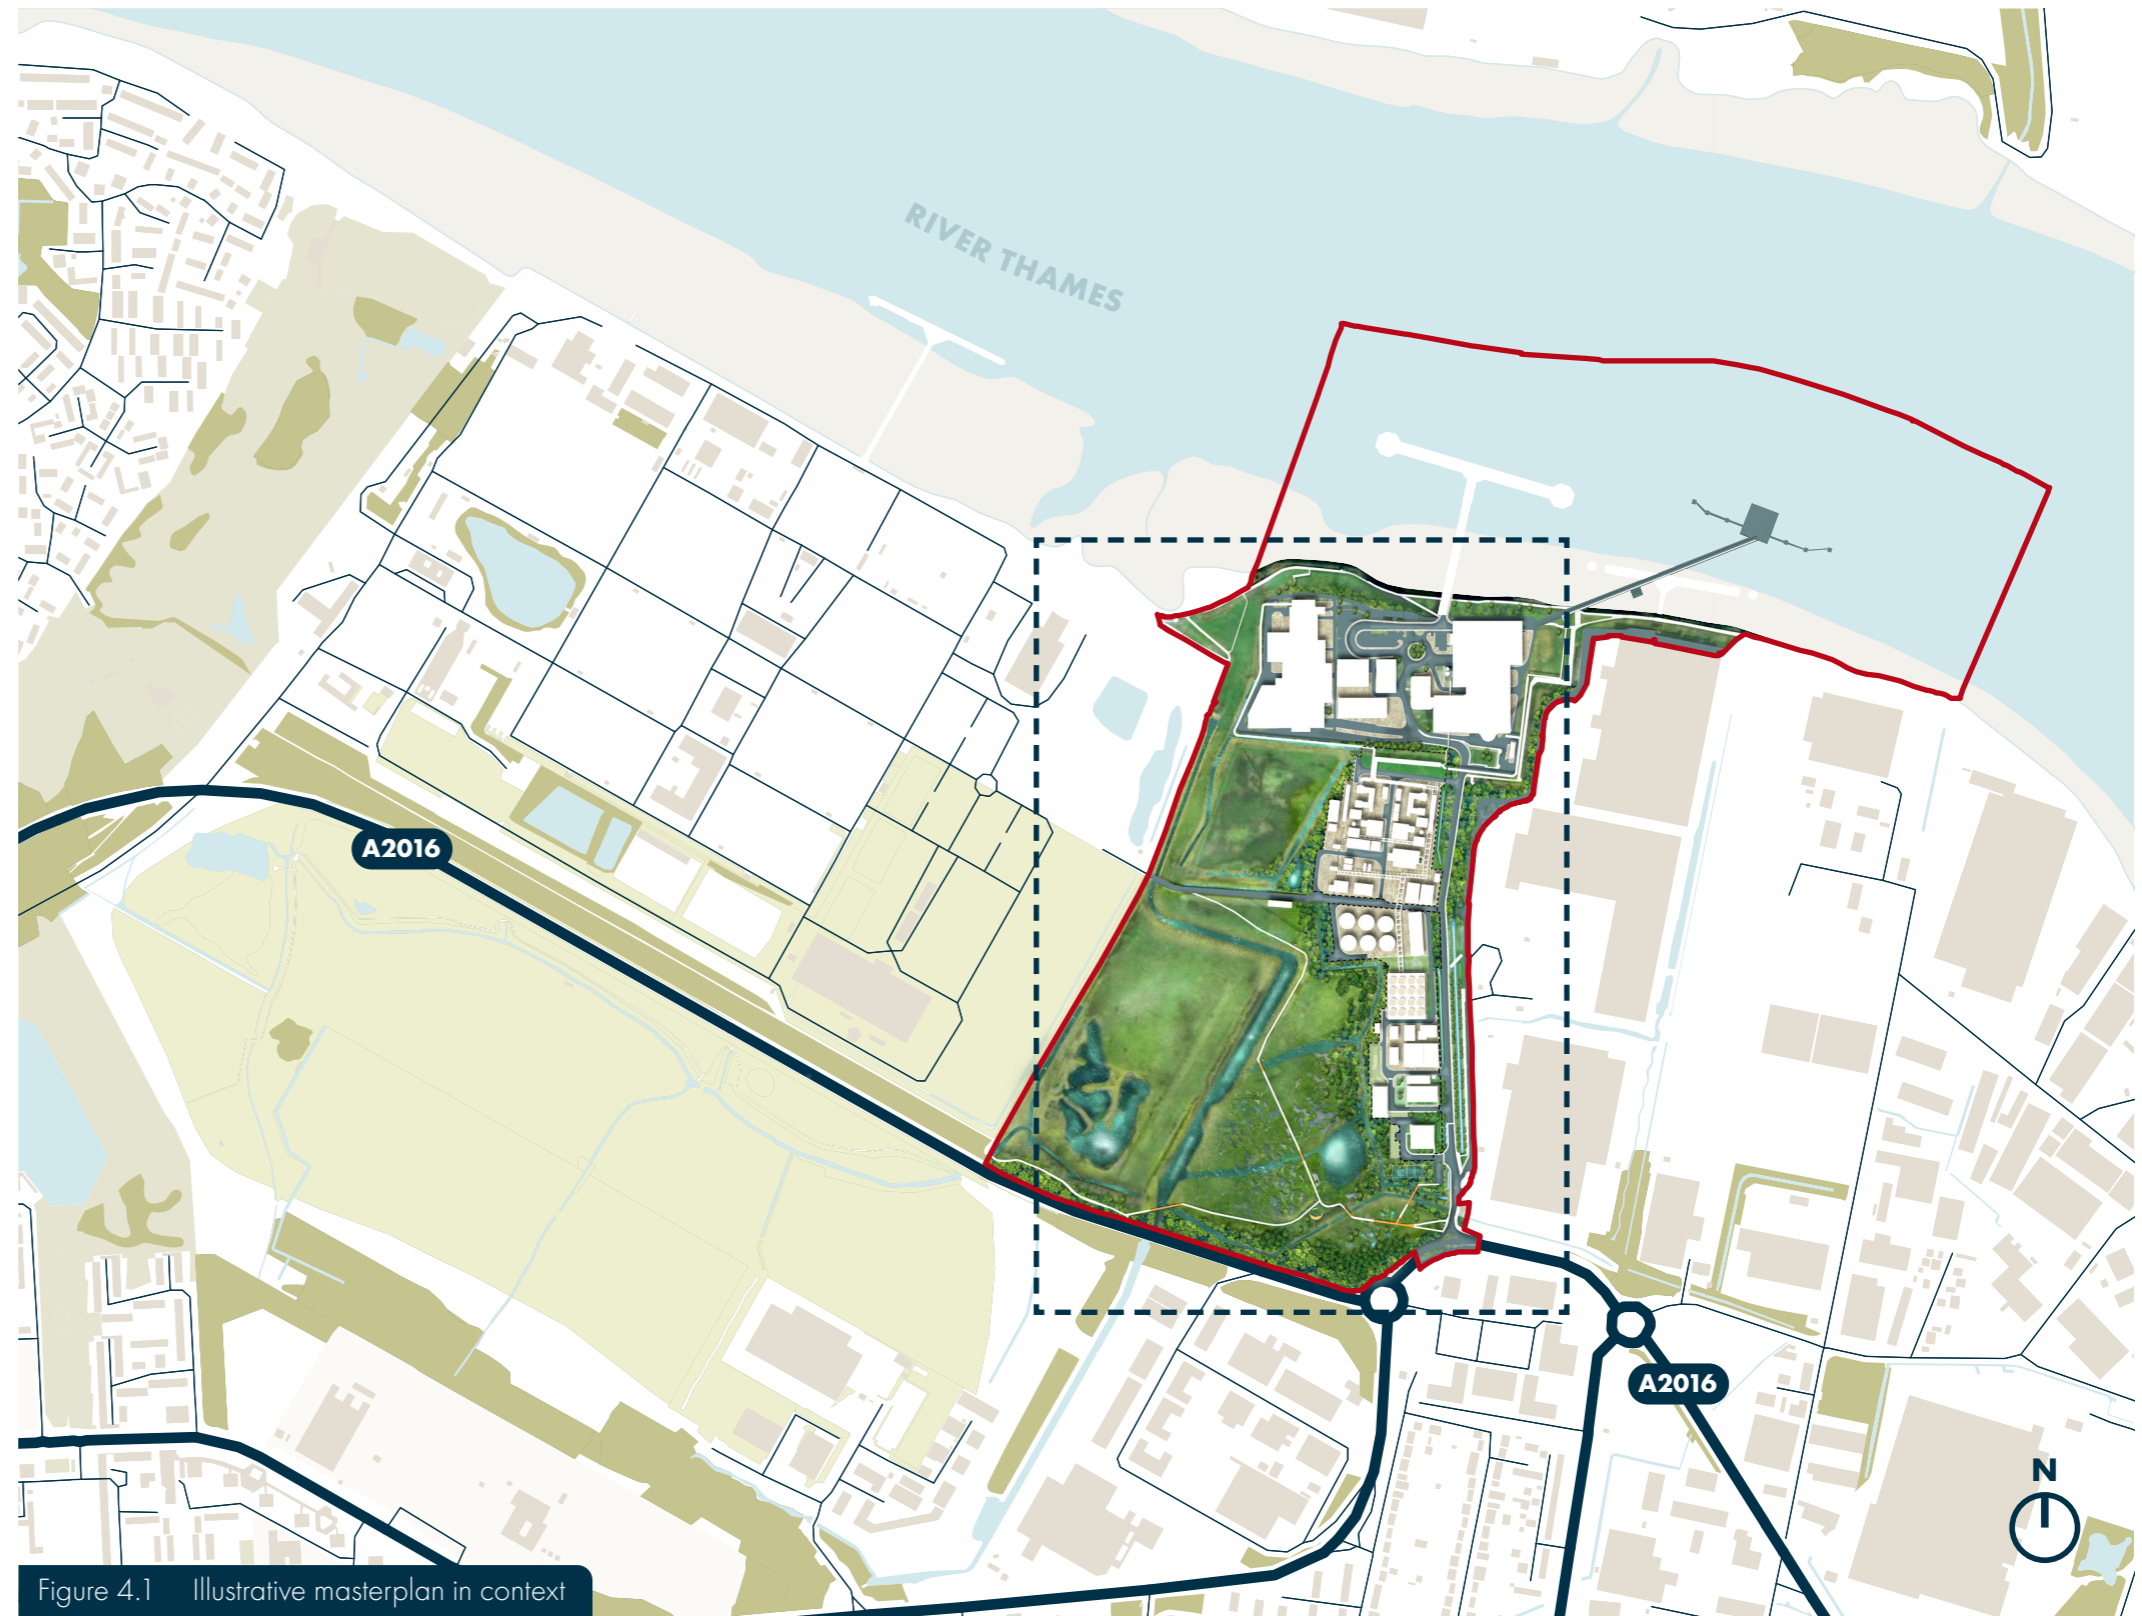 RIVER THAMES
A2016
A2016
N
Figure 4.1 Illustrative masterplan in context